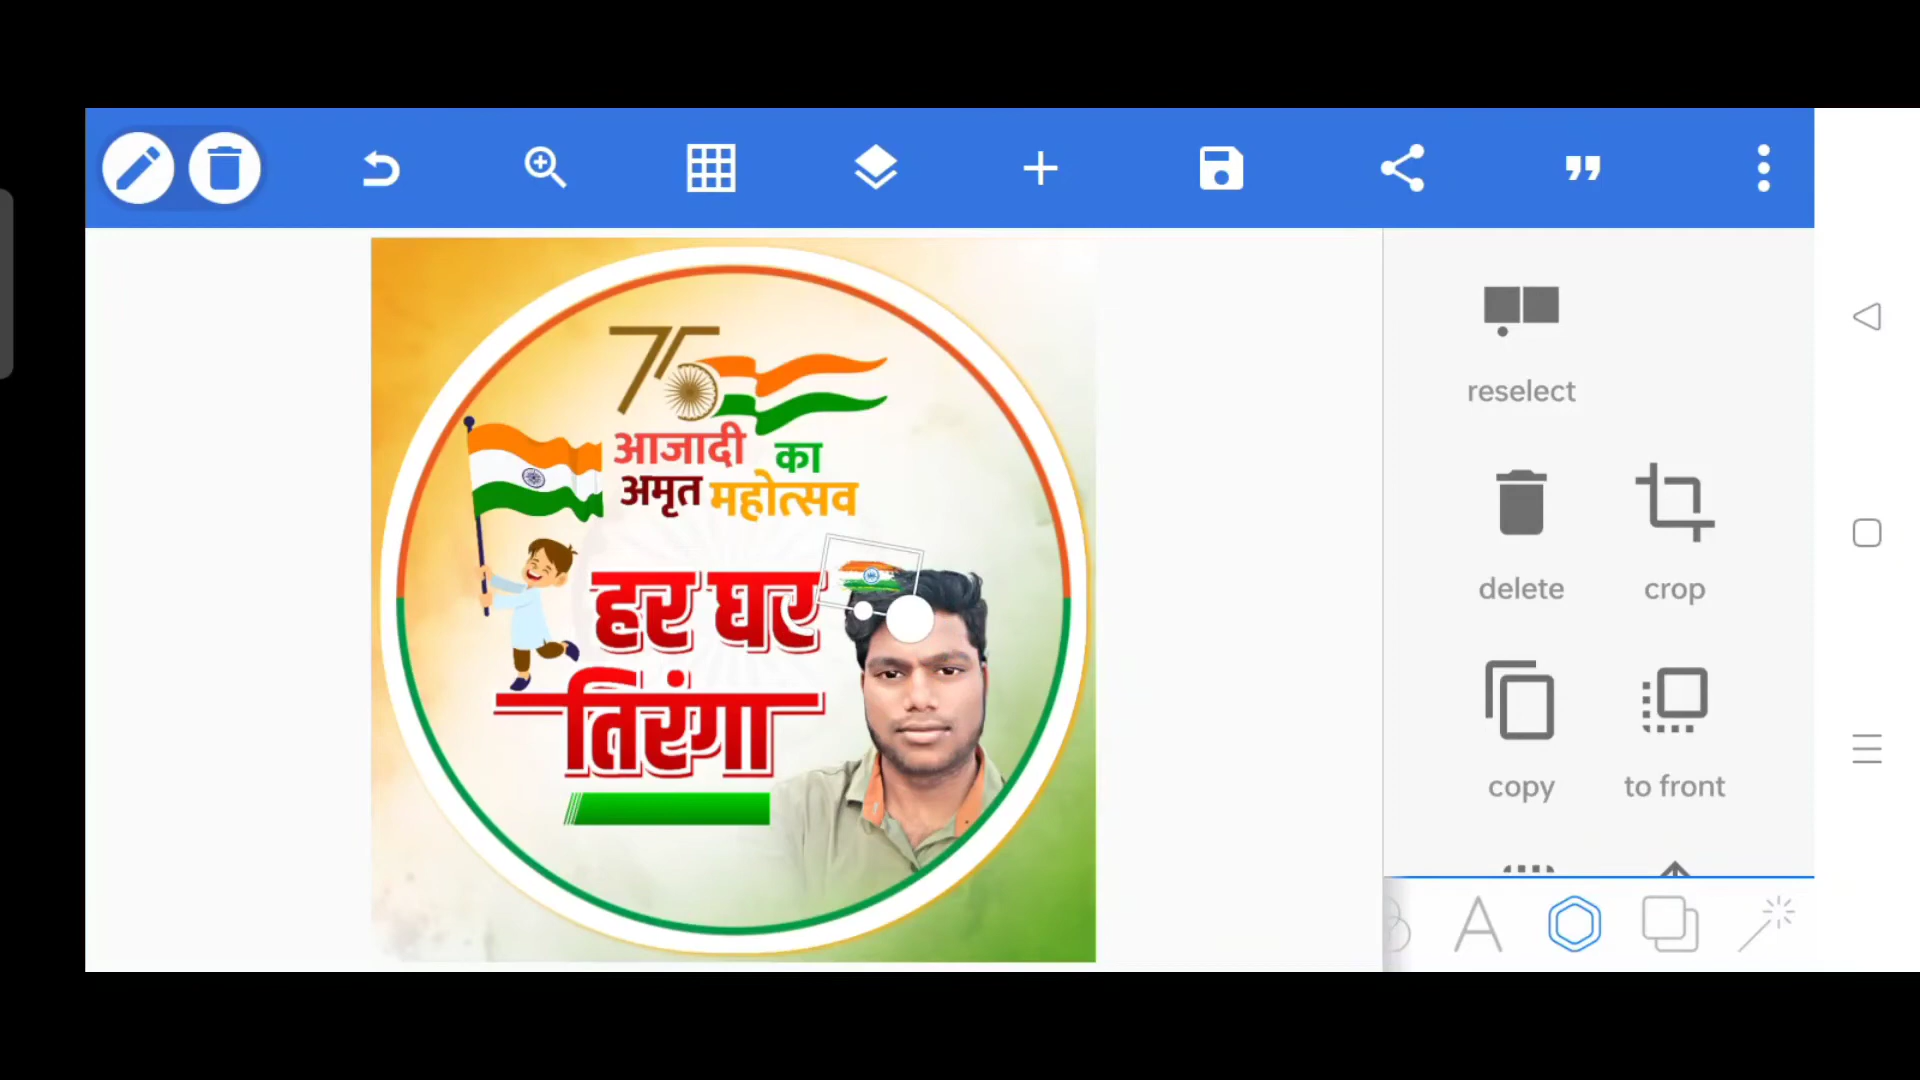 75
आजादी का
अमृत महोत्सव
हर घर
तिरंगा
reselect
delete crop
copy to front
A